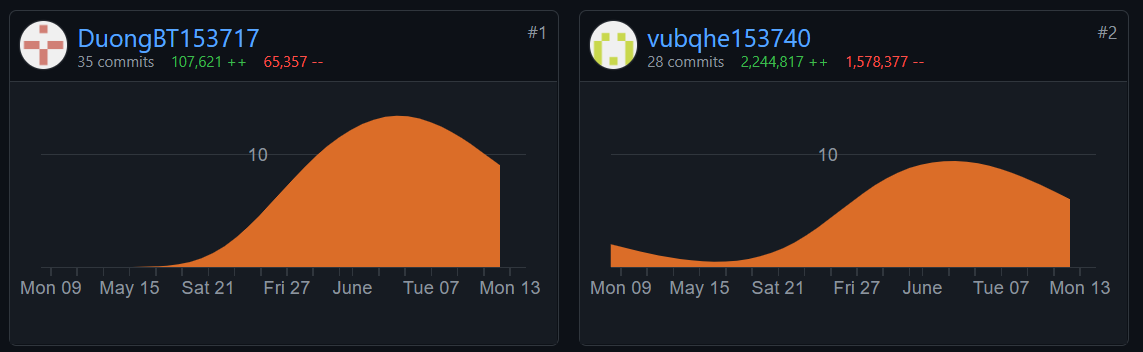 DuongBT153717 #1
35 commits 107,621 ++ 65,357 --
10
Mon 09 May 15 Sat 21 Fri 27 June Tue 07 Mon 13
vubqhe153740 #2
28 commits 2,244,817 ++ 1,578,377 --
10
Mon 09 May 15 Sat 21 Fri 27 June Tue 07 Mon 13